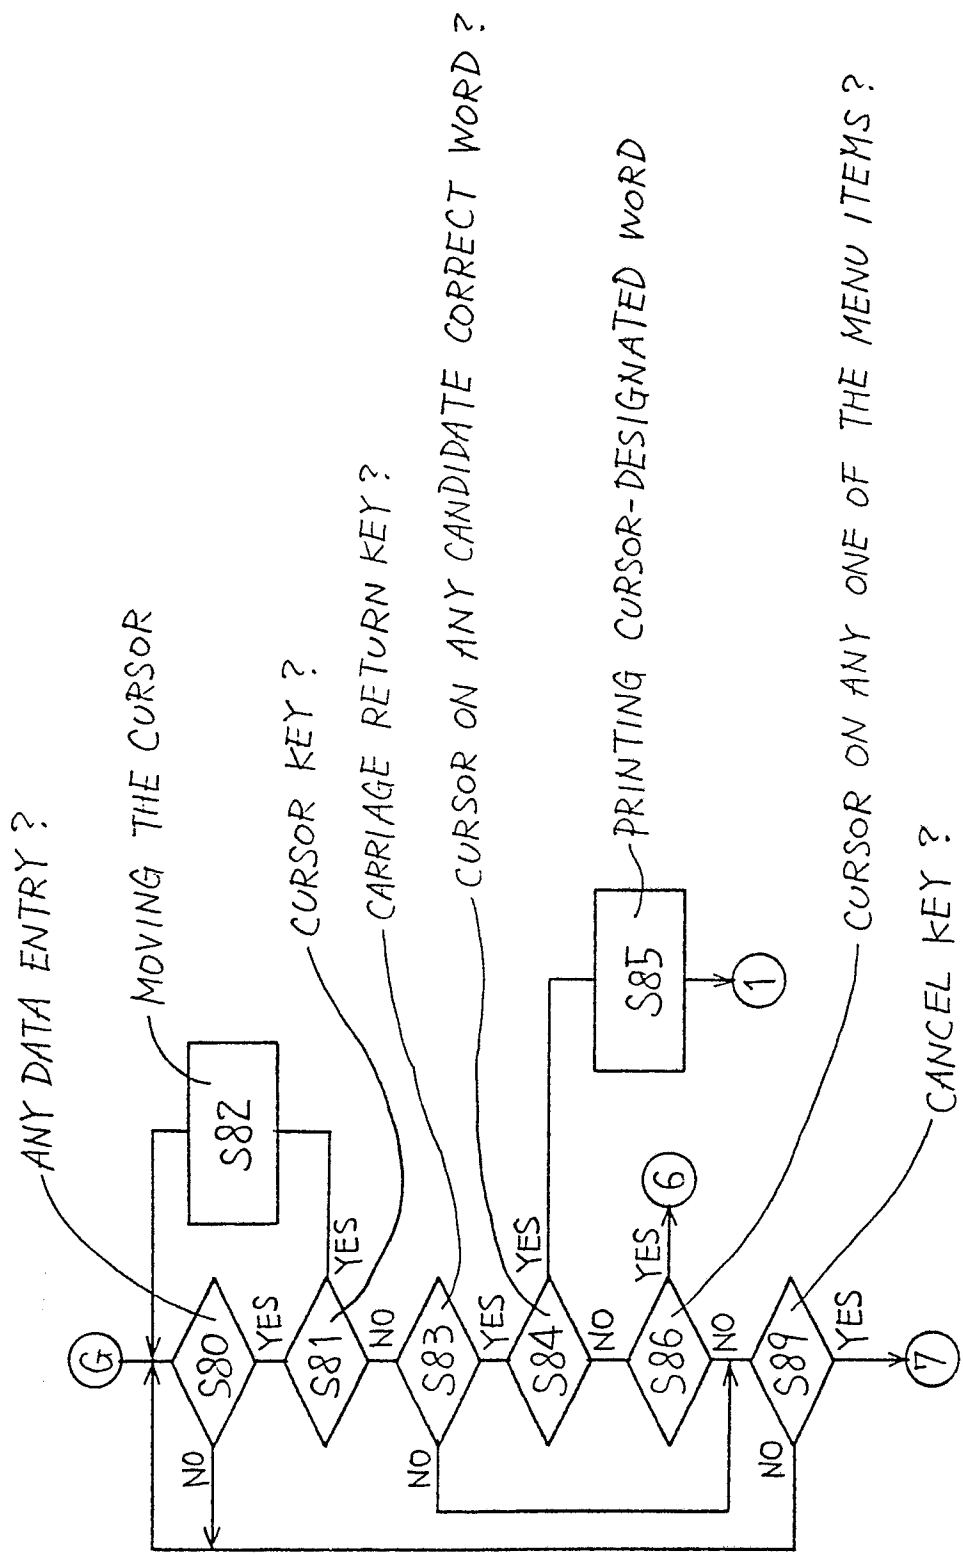 G
ANY DATA ENTRY?
S80
NO
YES
MOVING THE CURSOR
S82
CURSOR KEY?
S81
YES
NO
CARRIAGE RETURN KEY?
S83
NO
YES
CURSOR ON ANY CANDIDATE CORRECT WORD?
S84
YES
NO
PRINTING CURSOR-DESIGNATED WORD
S85
1
CURSOR ON ANY ONE OF THE MENU ITEMS?
S86
YES
6
NO
CANCEL KEY?
S89
NO
YES
7